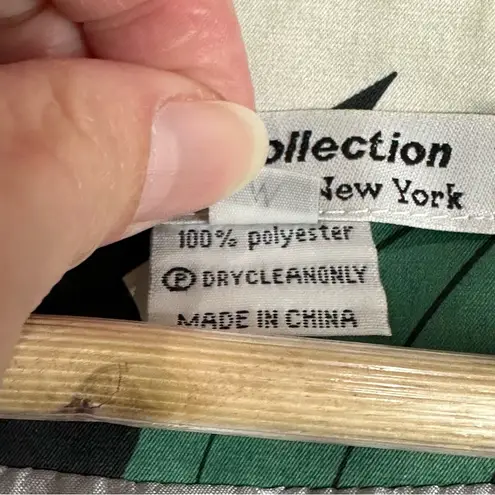 ollection
New York
W
100% polyester
Ⓟ DRYCLEANONLY
MADE IN CHINA